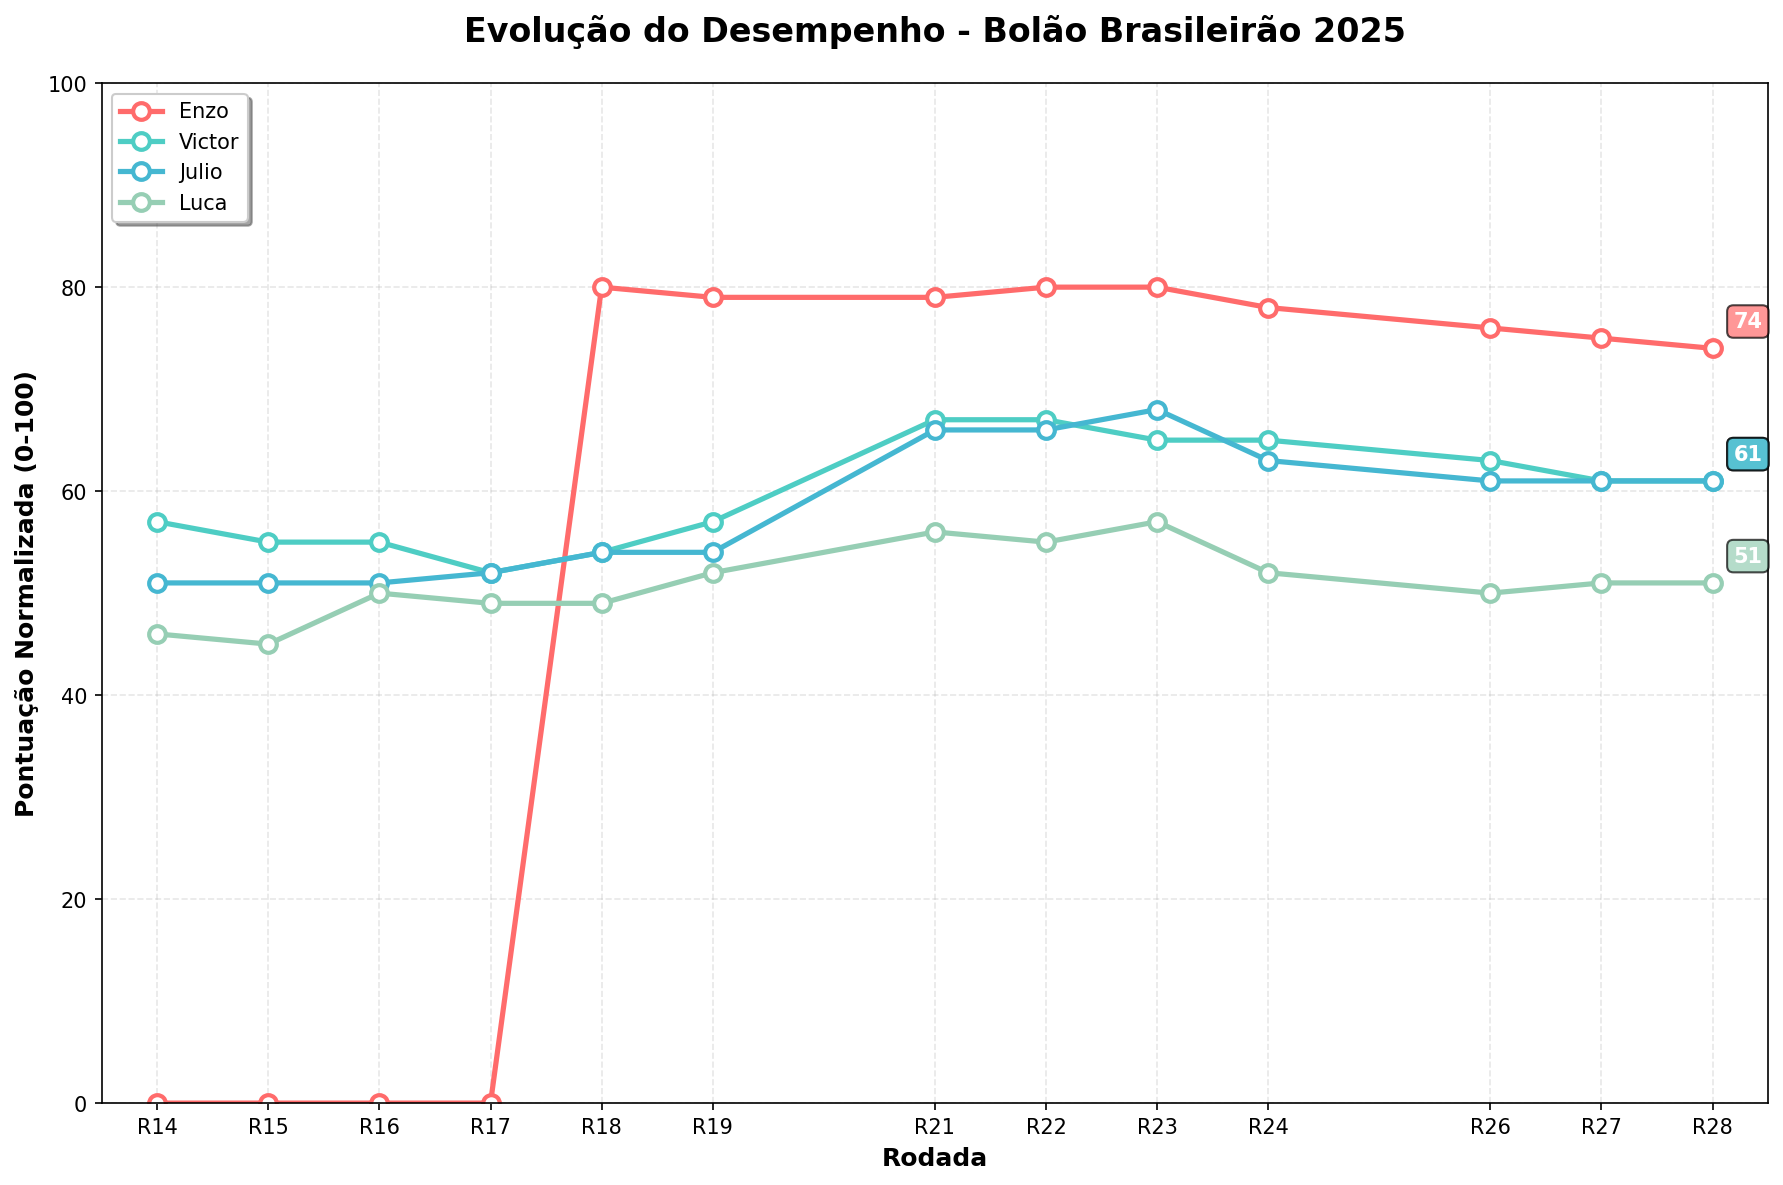 Evolução do Desempenho - Bolão Brasileirão 2025
100
80
60
40
20
0
Pontuação Normalizada (0-100)
Enzo
Victor
Julio
Luca
74
61
51
R14 R15 R16 R17 R18 R19 R21 R22 R23 R24 R26 R27 R28
Rodada